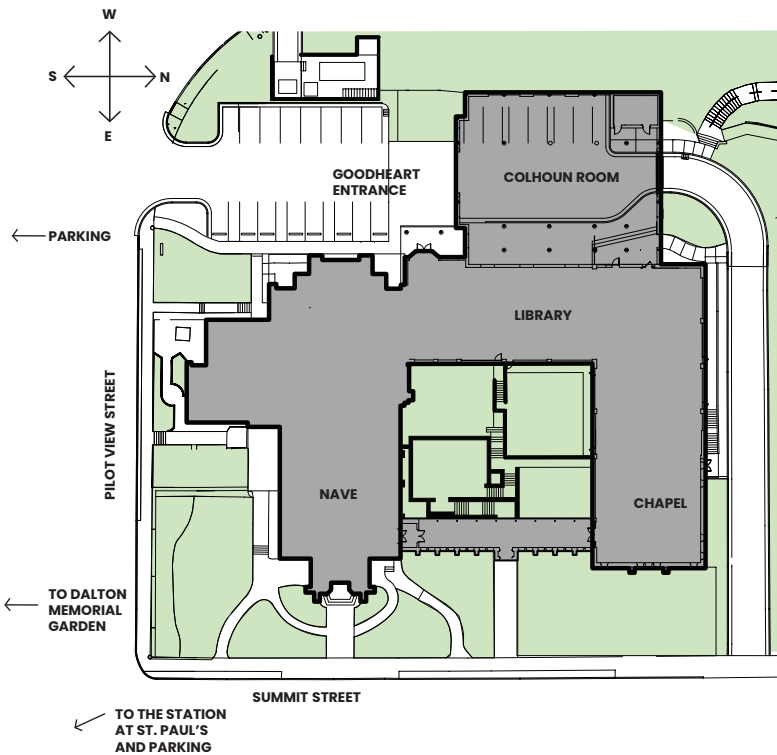 W
S
N
E
GOODHEART
ENTRANCE
COLHOUN ROOM
PARKING
LIBRARY
PILOT VIEW STREET
NAVE
CHAPEL
TO DALTON
MEMORIAL
GARDEN
SUMMIT STREET
TO THE STATION
AT ST. PAUL'S
AND PARKING